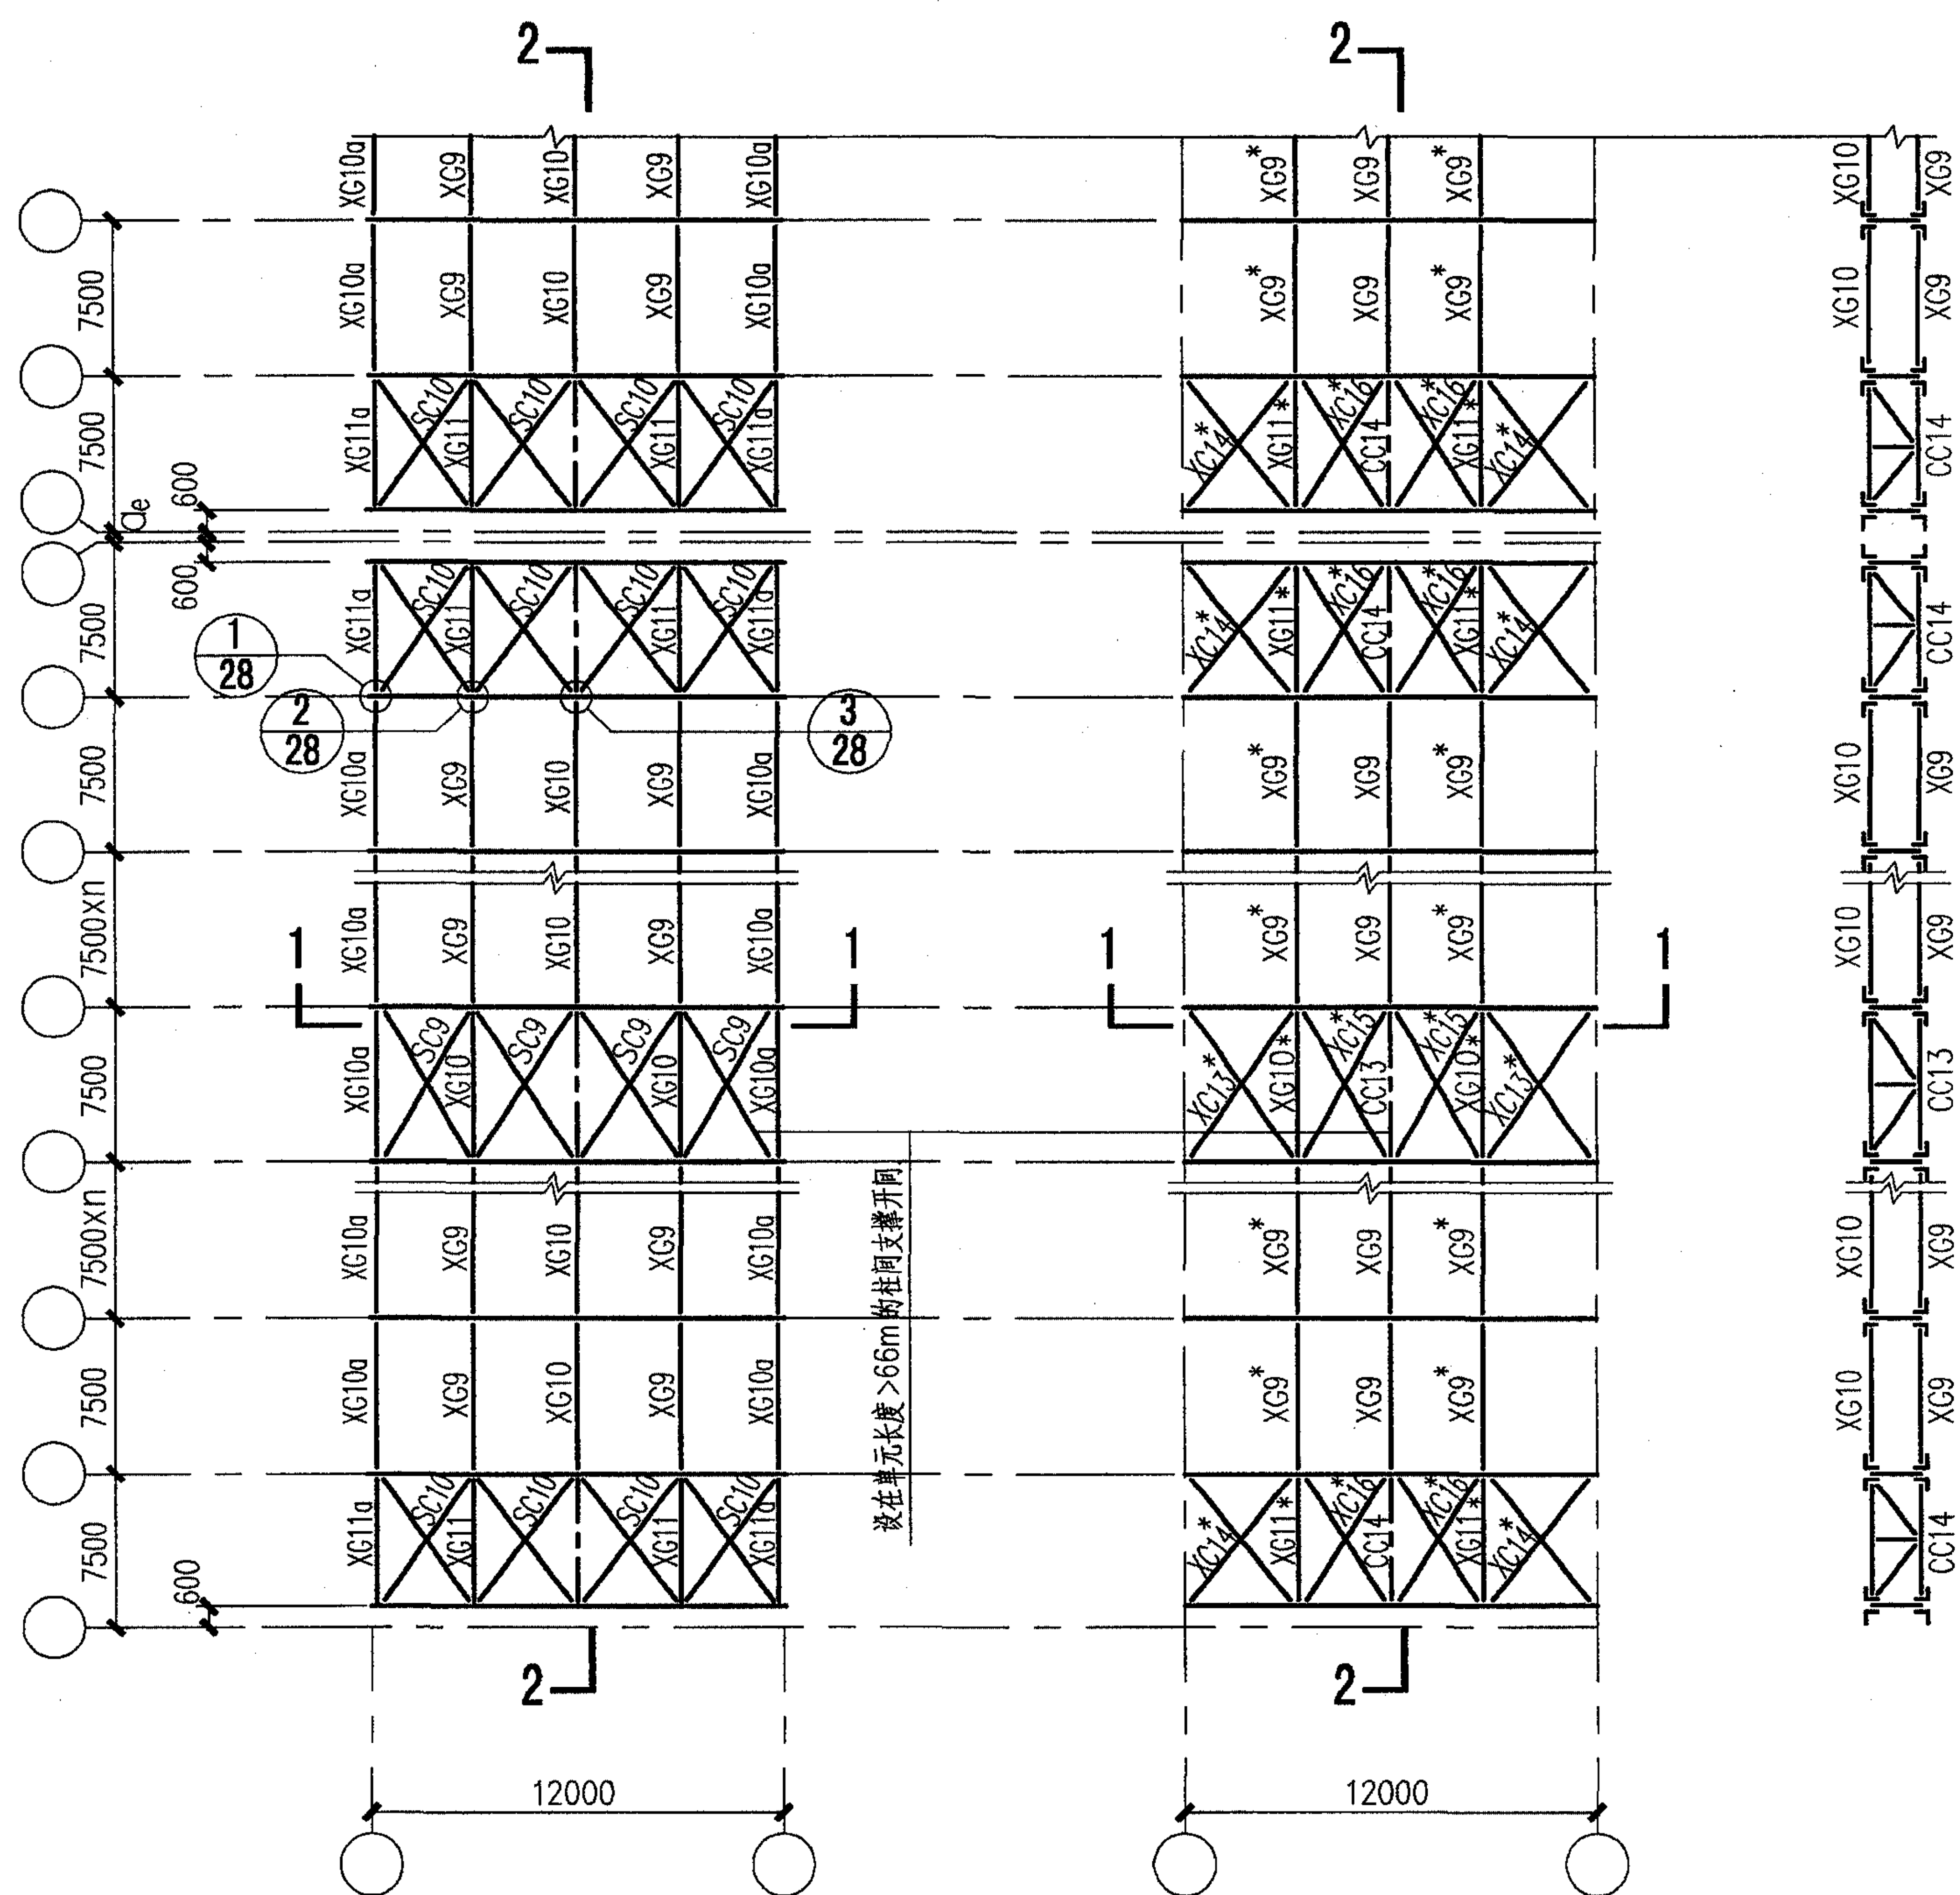 2
2
XG10a
XG9
XG10
XG9
XG10a
XG9*
XG9
XG9*
XG10
XG9
7500
XG10a
XG9
XG10
XG9
XG10a
XG9*
XG9
XG9*
XG10
XG9
7500
XG11a
SC10
XG11
SC10
SC10
XG11
SC10
XG11a
XC14*
XG11*
XC16*
CC14
XC16*
XG11*
XC14*
CC14
600
ae
600
7500
XG11a
SC10
XG11
SC10
SC10
XG11
SC10
XG11a
XC14*
XG11*
XC16*
CC14
XC16*
XG11*
XC14*
CC14
1
28
2
28
3
28
7500
XG10a
XG9
XG10
XG9
XG10a
XG9*
XG9
XG9*
XG10
XG9
7500xn
XG10a
XG9
XG10
XG9
XG10a
XG9*
XG9
XG9*
XG10
XG9
1
1
1
1
7500
XG10a
SC9
XG10
SC9
SC9
XG10
SC9
XG10a
XC13*
XG10*
XC15*
CC13
XC15*
XG10*
XC13*
CC13
设在单元长度>66m的柱间支撑开间
7500xn
XG10a
XG9
XG10
XG9
XG10a
XG9*
XG9
XG9*
XG10
XG9
7500
XG10a
XG9
XG10
XG9
XG10a
XG9*
XG9
XG9*
XG10
XG9
7500
600
XG11a
SC10
XG11
SC10
SC10
XG11
SC10
XG11a
XC14*
XG11*
XC16*
CC14
XC16*
XG11*
XC14*
CC14
2
2
12000
12000